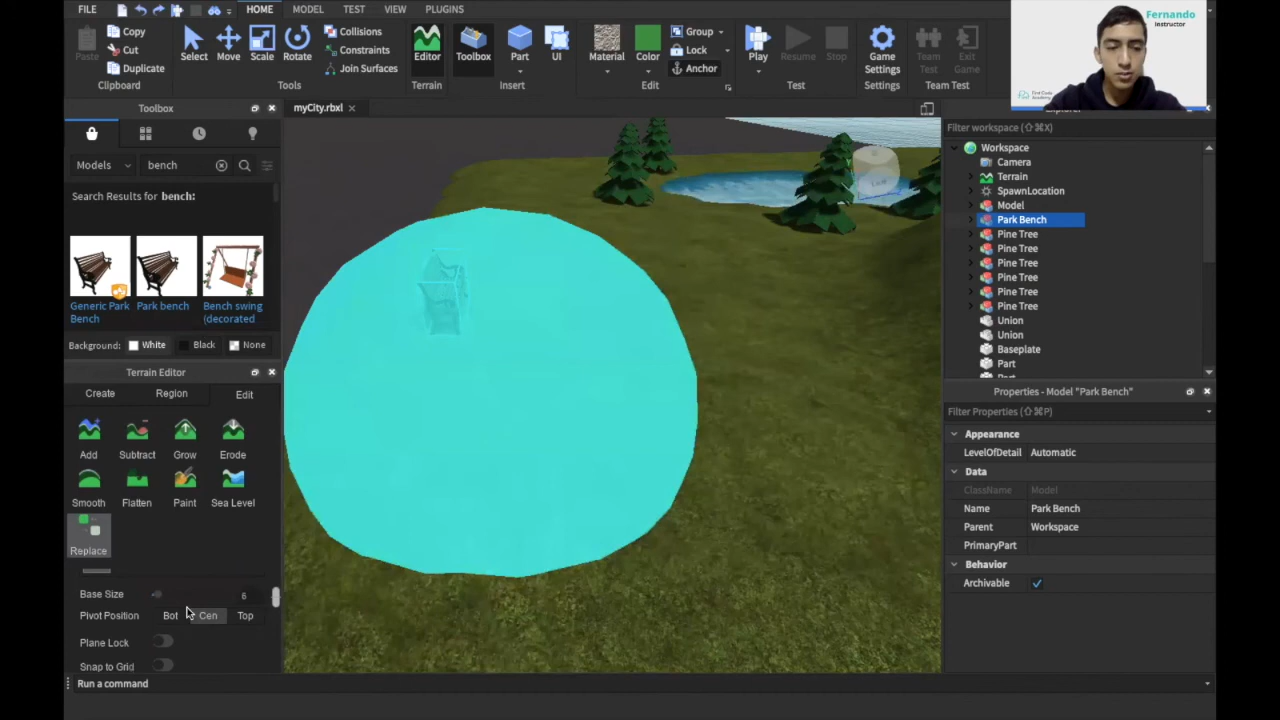 FILE
HOME
MODEL
TEST
VIEW
PLUGINS
Copy
Cut
Duplicate
Paste
Clipboard
Select
Move
Scale
Rotate
Tools
Collisions
Constraints
Join Surfaces
Editor
Terrain
Toolbox
Part
UI
Insert
Material
Color
Group
Lock
Anchor
Edit
Play
Resume
Stop
Test
Game
Settings
Settings
Team
Test
Exit
Game
Team Test
Fernando
Instructor
First Code
Academy
Toolbox
Models
bench
Search Results for bench:
Generic Park
Bench
Park bench
Bench swing
(decorated
Background:
White
Black
None
Terrain Editor
Create
Region
Edit
Add
Subtract
Grow
Erode
Smooth
Flatten
Paint
Sea Level
Replace
Base Size
6
Pivot Position
Bot
Cen
Top
Plane Lock
Snap to Grid
Run a command
myCity.rbxl
Filter workspace (⇧⌘X)
Workspace
Camera
Terrain
SpawnLocation
Model
Park Bench
Pine Tree
Pine Tree
Pine Tree
Pine Tree
Pine Tree
Pine Tree
Union
Union
Baseplate
Part
Properties - Model "Park Bench"
Filter Properties (⇧⌘P)
Appearance
LevelOfDetail Automatic
Data
ClassName Model
Name Park Bench
Parent Workspace
PrimaryPart
Behavior
Archivable